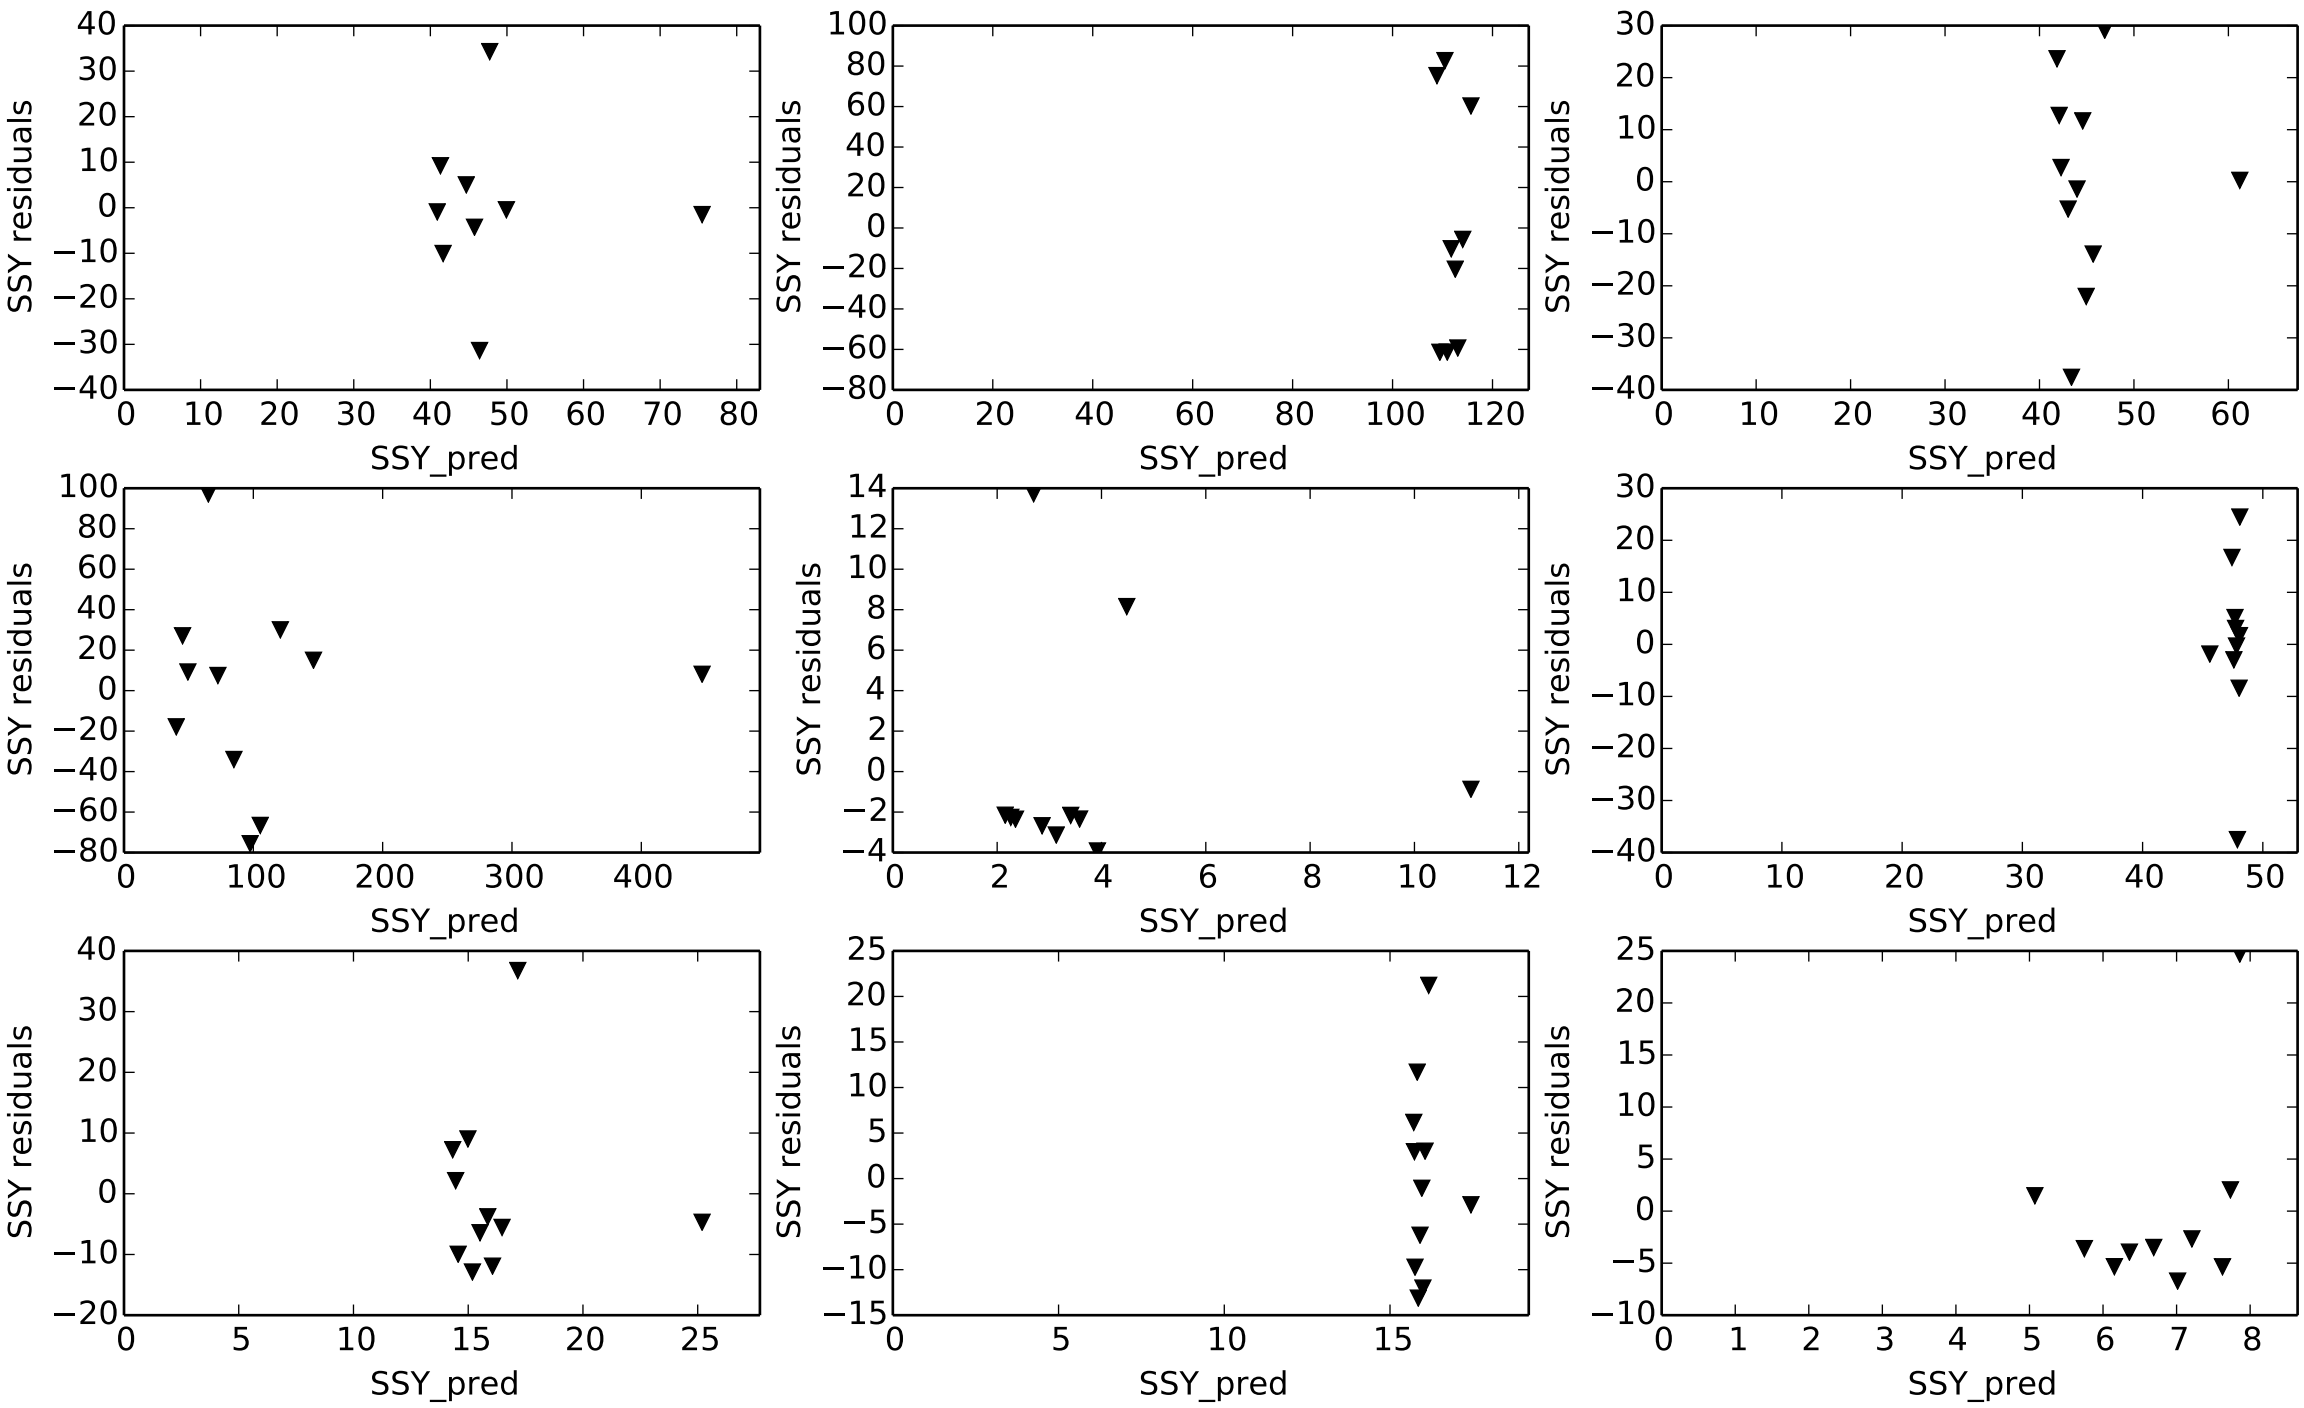 40
30
20
10
0
−10
−20
−30
−40
0 10 20 30 40 50 60 70 80
SSY_pred
SSY residuals
100
80
60
40
20
0
−20
−40
−60
−80
0 20 40 60 80 100 120
SSY_pred
SSY residuals
30
20
10
0
−10
−20
−30
−40
0 10 20 30 40 50 60
SSY_pred
SSY residuals
100
80
60
40
20
0
−20
−40
−60
−80
0 100 200 300 400
SSY_pred
SSY residuals
14
12
10
8
6
4
2
0
−2
−4
0 2 4 6 8 10 12
SSY_pred
SSY residuals
30
20
10
0
−10
−20
−30
−40
0 10 20 30 40 50
SSY_pred
SSY residuals
40
30
20
10
0
−10
−20
0 5 10 15 20 25
SSY_pred
SSY residuals
25
20
15
10
5
0
−5
−10
−15
0 5 10 15
SSY_pred
SSY residuals
25
20
15
10
5
0
−5
−10
0 1 2 3 4 5 6 7 8
SSY_pred
SSY residuals